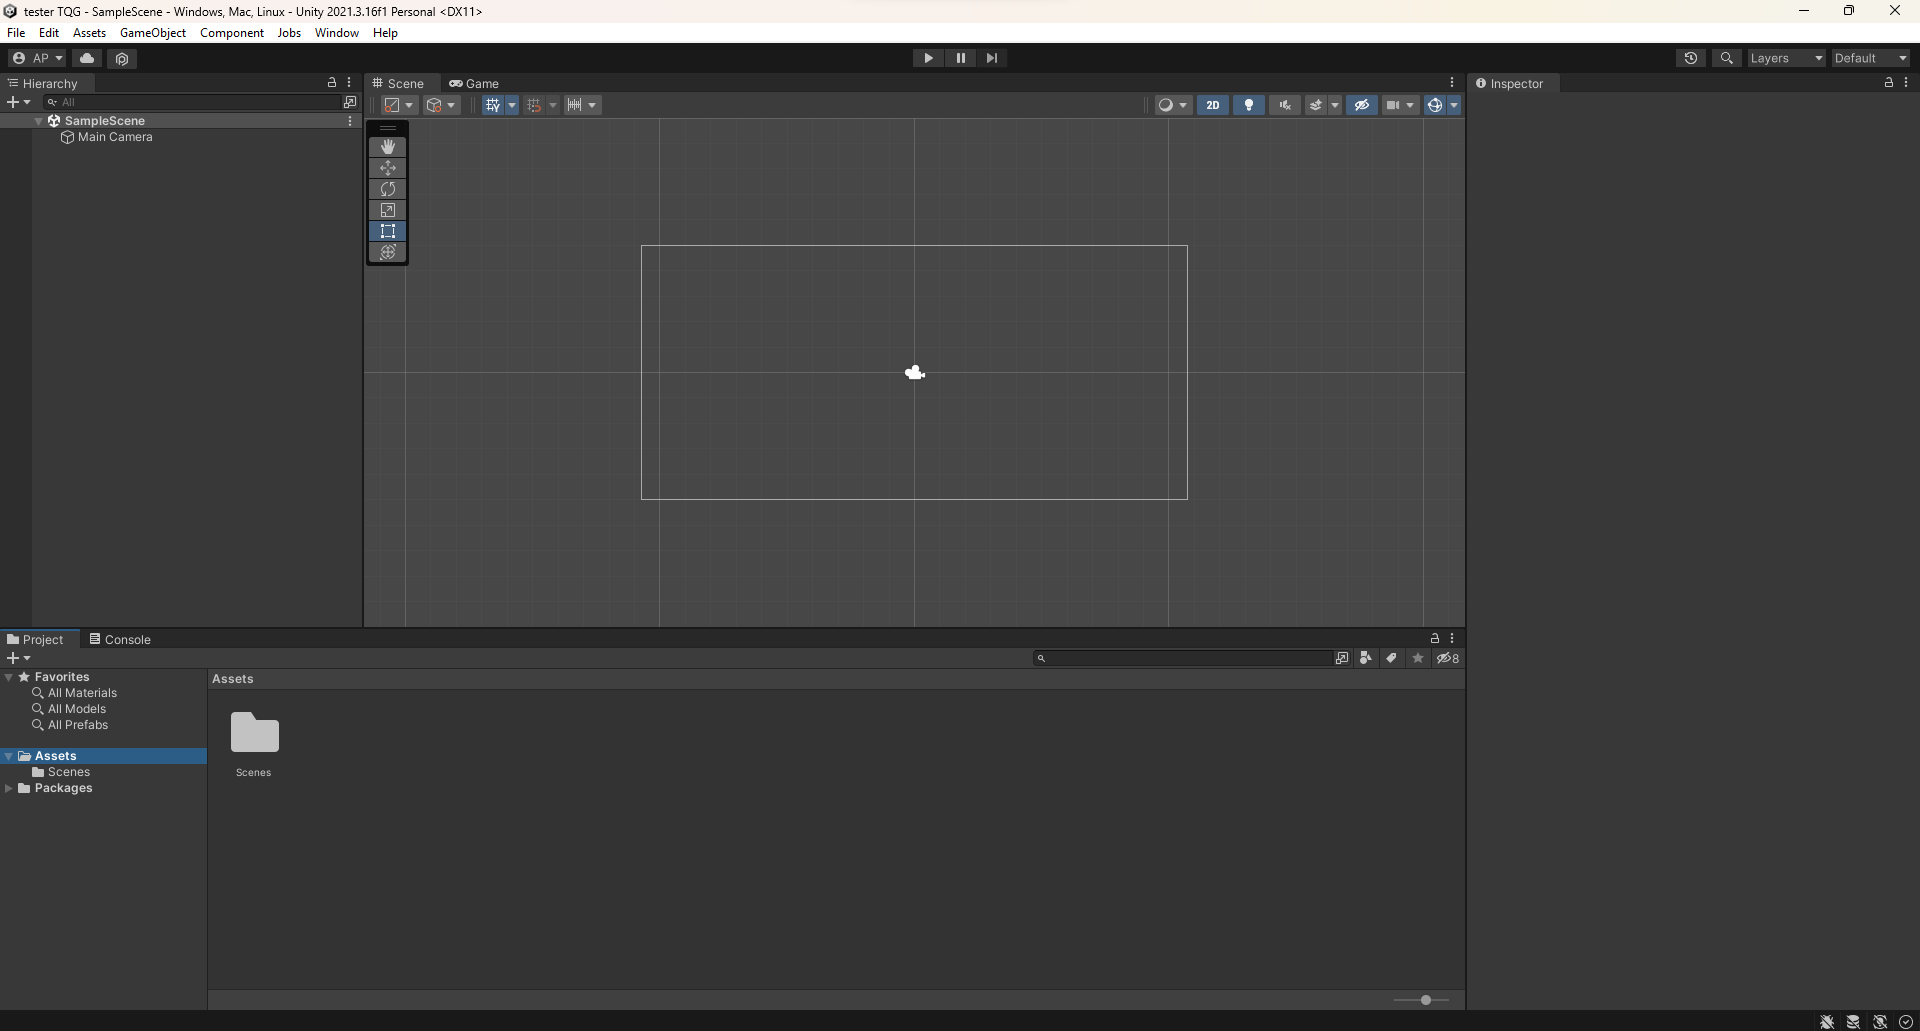 tester TQG - SampleScene - Windows, Mac, Linux - Unity 2021.3.16f1 Personal <DX11>
File Edit Assets GameObject Component Jobs Window Help
AP Layers Default
Hierarchy Scene Game Inspector
All 2D
SampleScene
Main Camera
Project Console
8
Favorites Assets
All Materials
All Models
All Prefabs
Assets
Scenes Scenes
Packages